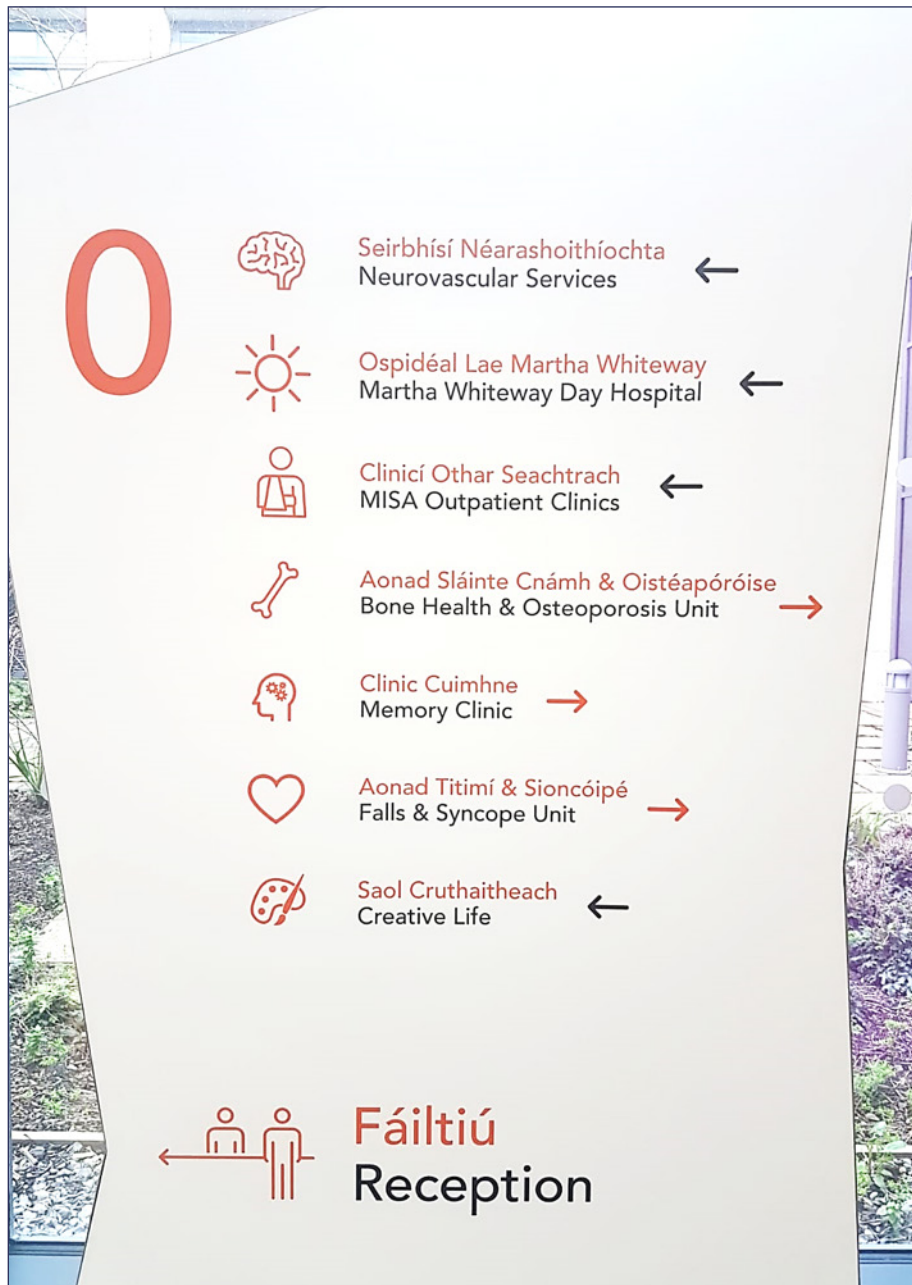 0
Seirbhísí Néarashoithíochta
Neurovascular Services
Ospidéal Lae Martha Whiteway
Martha Whiteway Day Hospital
Clinicí Othar Seachtrach
MISA Outpatient Clinics
Aonad Sláinte Cnámh & Oistéapóróise
Bone Health & Osteoporosis Unit
Clinic Cuimhne
Memory Clinic
Aonad Titimí & Sioncóipé
Falls & Syncope Unit
Saol Cruthaitheach
Creative Life
Fáiltiú
Reception